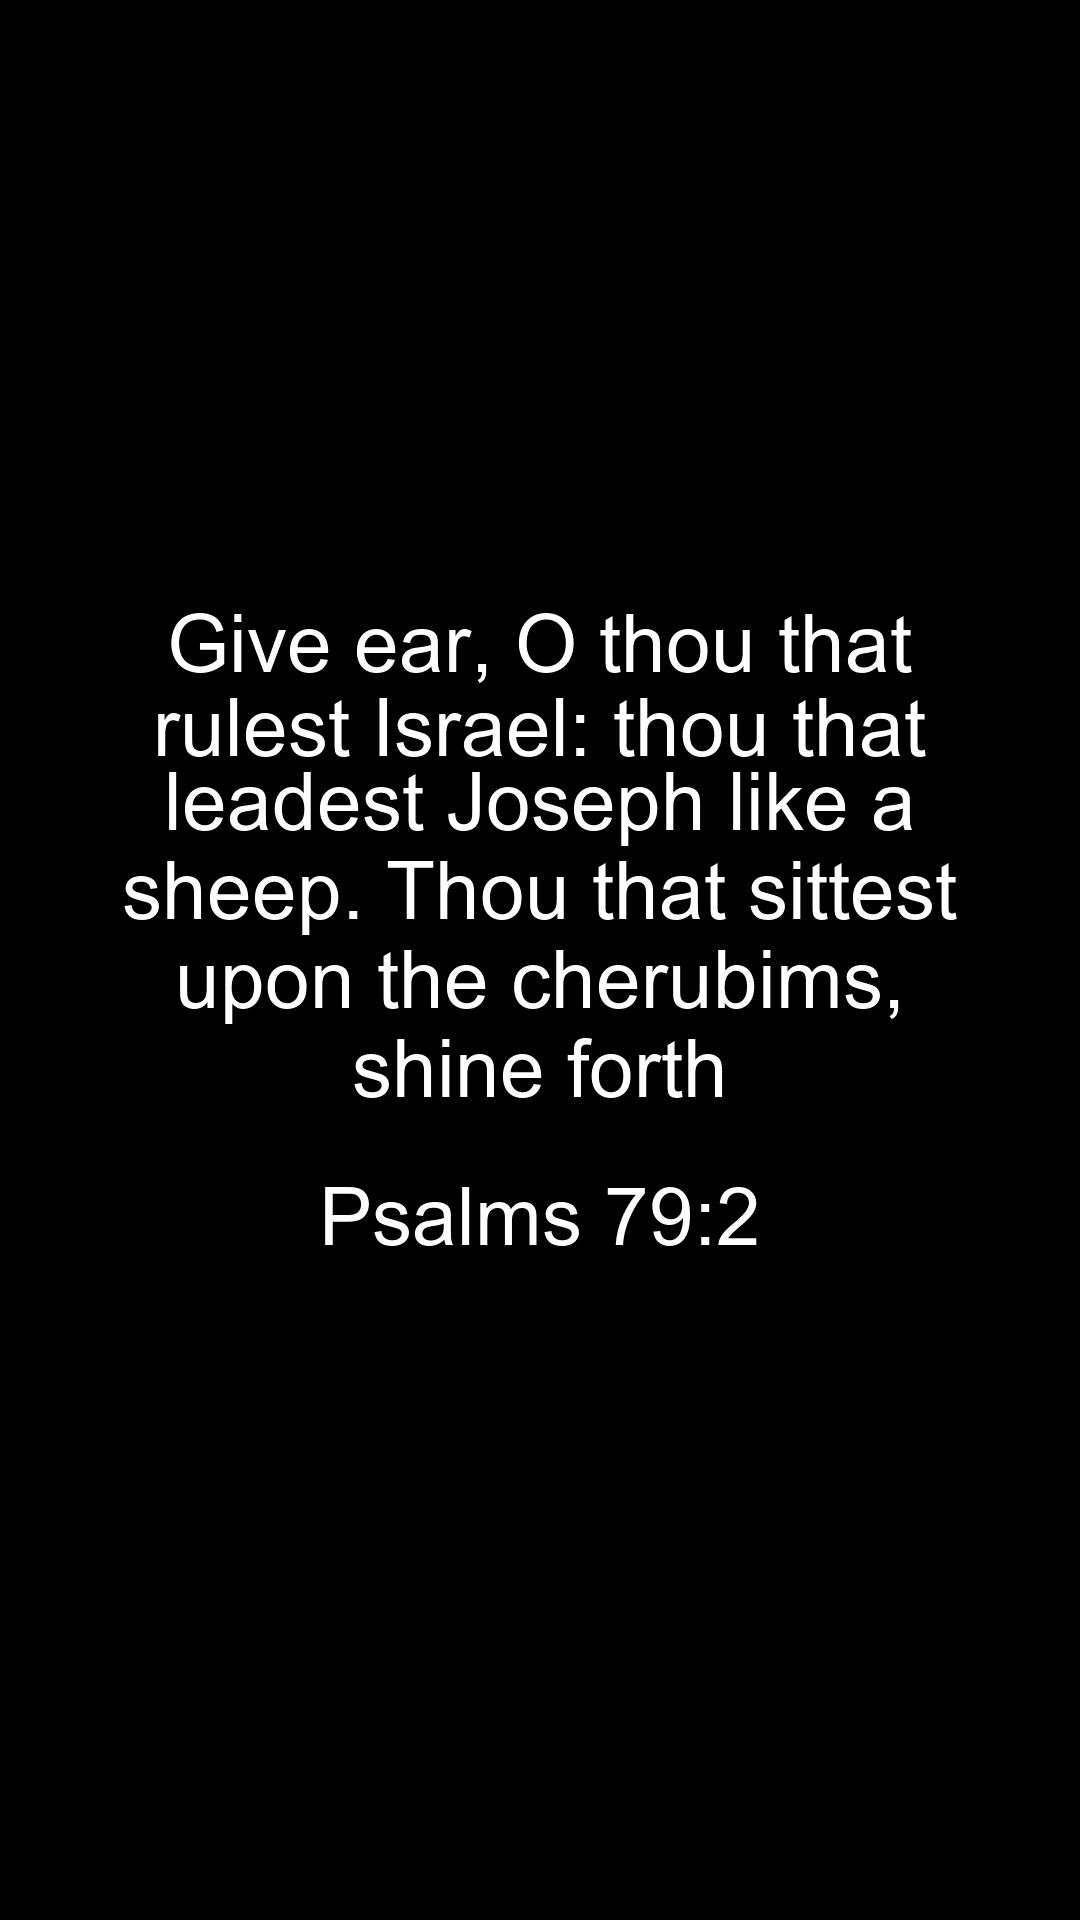 Give ear, O thou that
rulest Israel: thou that
leadest Joseph like a
sheep. Thou that sittest
upon the cherubims,
shine forth
Psalms 79:2